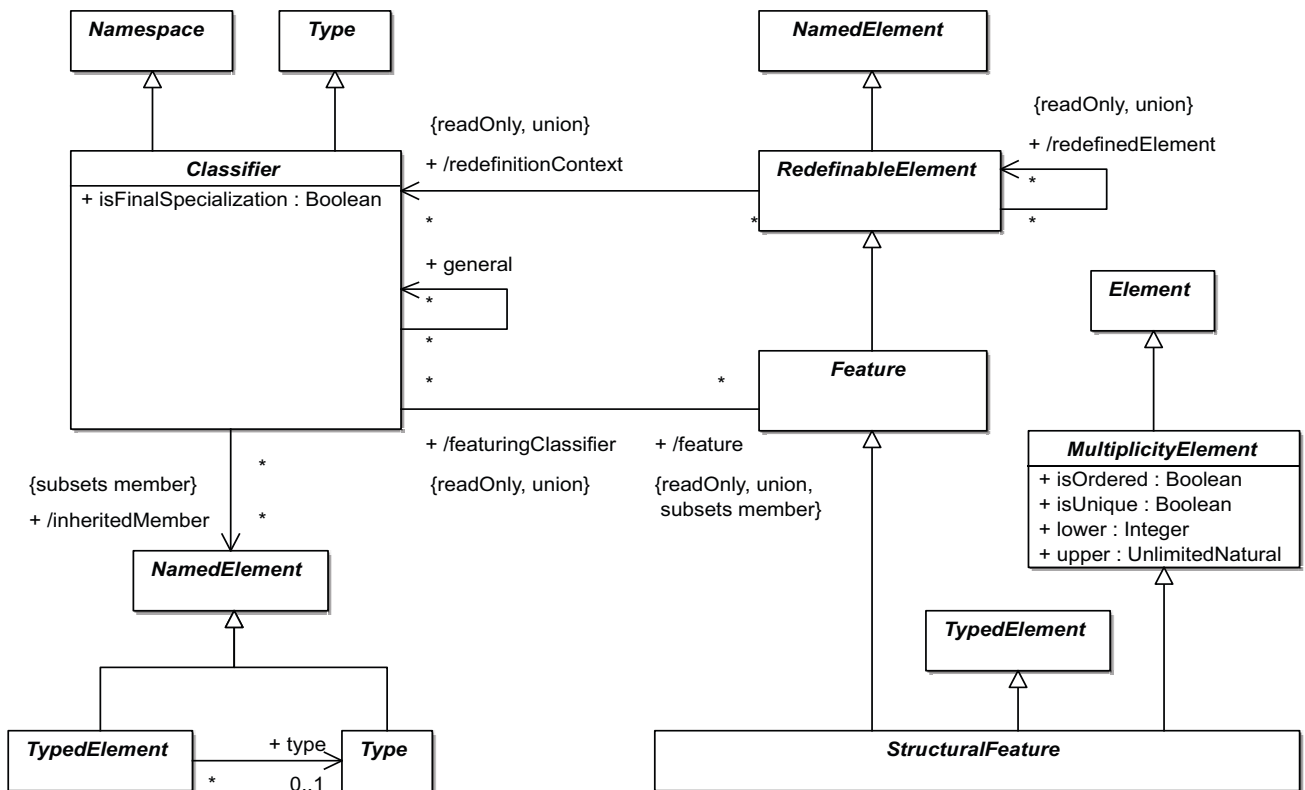 Namespace
Type
NamedElement
{readOnly, union}
+ /redefinedElement
{readOnly, union}
+ /redefinitionContext
Classifier
+ isFinalSpecialization : Boolean
RedefinableElement
*
*
*
*
+ general
*
*
Element
*
*
Feature
+ /featuringClassifier
+ /feature
{readOnly, union}
{readOnly, union,
subsets member}
MultiplicityElement
+ isOrdered : Boolean
+ isUnique : Boolean
+ lower : Integer
+ upper : UnlimitedNatural
*
{subsets member}
+ /inheritedMember
*
NamedElement
TypedElement
TypedElement
+ type
*
0..1
Type
StructuralFeature